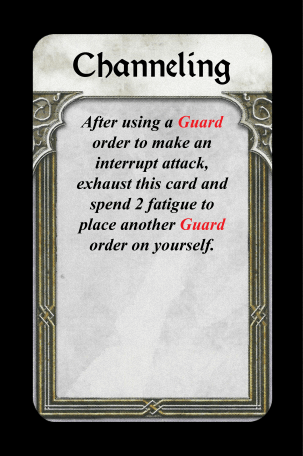 Channeling
After using a Guard
order to make an
interrupt attack,
exhaust this card and
spend 2 fatigue to
place another Guard
order on yourself.